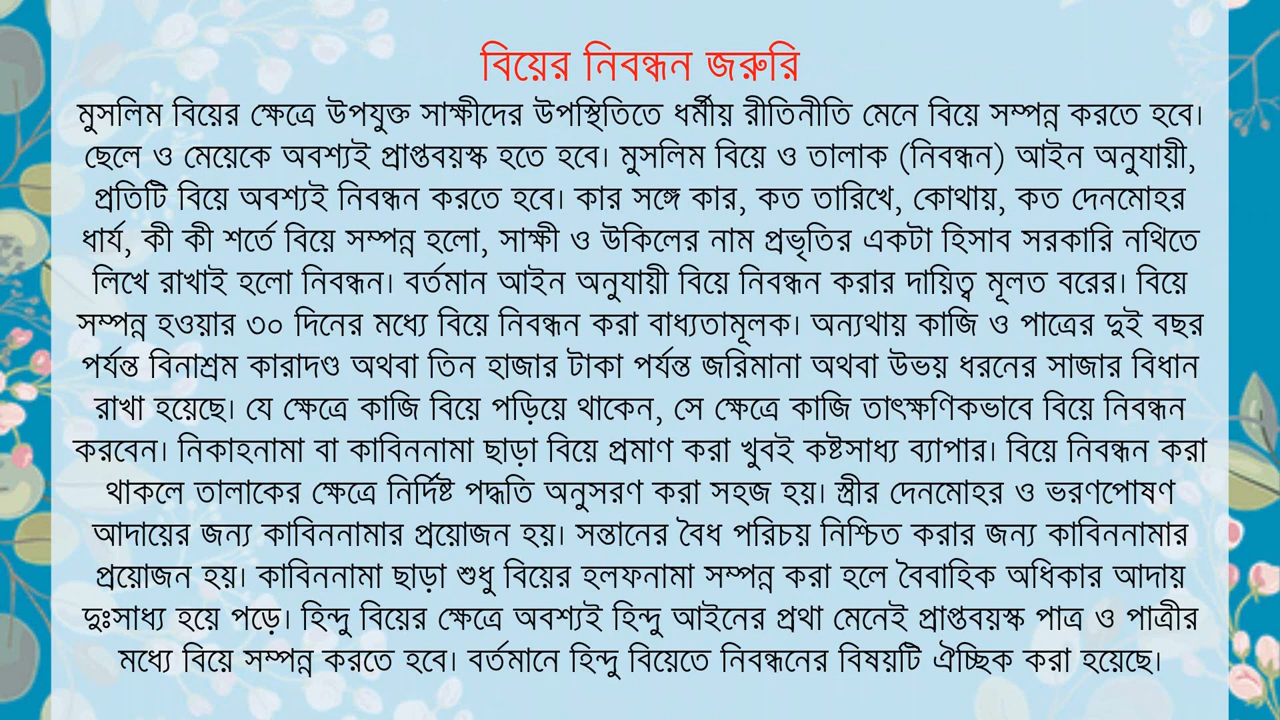 বিয়ের নিবন্ধন জরুরি
মুসলিম বিয়ের ক্ষেত্রে উপযুক্ত সাক্ষীদের উপস্থিতিতে ধর্মীয় রীতিনীতি মেনে বিয়ে সম্পন্ন করতে হবে।
ছেলে ও মেয়েকে অবশ্যই প্রাপ্তবয়স্ক হতে হবে। মুসলিম বিয়ে ও তালাক (নিবন্ধন) আইন অনুযায়ী,
প্রতিটি বিয়ে অবশ্যই নিবন্ধন করতে হবে। কার সঙ্গে কার, কত তারিখে, কোথায়, কত দেনমোহর
ধার্য, কী কী শর্তে বিয়ে সম্পন্ন হলো, সাক্ষী ও উকিলের নাম প্রভৃতির একটা হিসাব সরকারি নথিতে
লিখে রাখাই হলো নিবন্ধন। বর্তমান আইন অনুযায়ী বিয়ে নিবন্ধন করার দায়িত্ব মূলত বরের। বিয়ে
সম্পন্ন হওয়ার ৩০ দিনের মধ্যে বিয়ে নিবন্ধন করা বাধ্যতামূলক। অন্যথায় কাজি ও পাত্রের দুই বছর
পর্যন্ত বিনাশ্রম কারাদণ্ড অথবা তিন হাজার টাকা পর্যন্ত জরিমানা অথবা উভয় ধরনের সাজার বিধান
রাখা হয়েছে। যে ক্ষেত্রে কাজি বিয়ে পড়িয়ে থাকেন, সে ক্ষেত্রে কাজি তাৎক্ষণিকভাবে বিয়ে নিবন্ধন
করবেন। নিকাহনামা বা কাবিননামা ছাড়া বিয়ে প্রমাণ করা খুবই কষ্টসাধ্য ব্যাপার। বিয়ে নিবন্ধন করা
থাকলে তালাকের ক্ষেত্রে নির্দিষ্ট পদ্ধতি অনুসরণ করা সহজ হয়। স্ত্রীর দেনমোহর ও ভরণপোষণ
আদায়ের জন্য কাবিননামার প্রয়োজন হয়। সন্তানের বৈধ পরিচয় নিশ্চিত করার জন্য কাবিননামার
প্রয়োজন হয়। কাবিননামা ছাড়া শুধু বিয়ের হলফনামা সম্পন্ন করা হলে বৈবাহিক অধিকার আদায়
দুঃসাধ্য হয়ে পড়ে। হিন্দু বিয়ের ক্ষেত্রে অবশ্যই হিন্দু আইনের প্রথা মেনেই প্রাপ্তবয়স্ক পাত্র ও পাত্রীর
মধ্যে বিয়ে সম্পন্ন করতে হবে। বর্তমানে হিন্দু বিয়েতে নিবন্ধনের বিষয়টি ঐচ্ছিক করা হয়েছে।